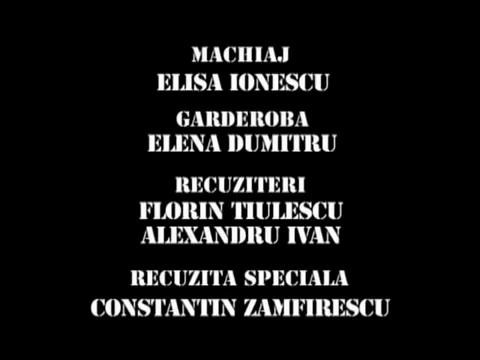 MACHIAJ
ELISA IONESCU
GARDEROBA
ELENA DUMITRU
RECUZITERI
FLORIN TIULESCU
ALEXANDRU IVAN
RECUZITA SPECIALA
CONSTANTIN ZAMFIRESCU